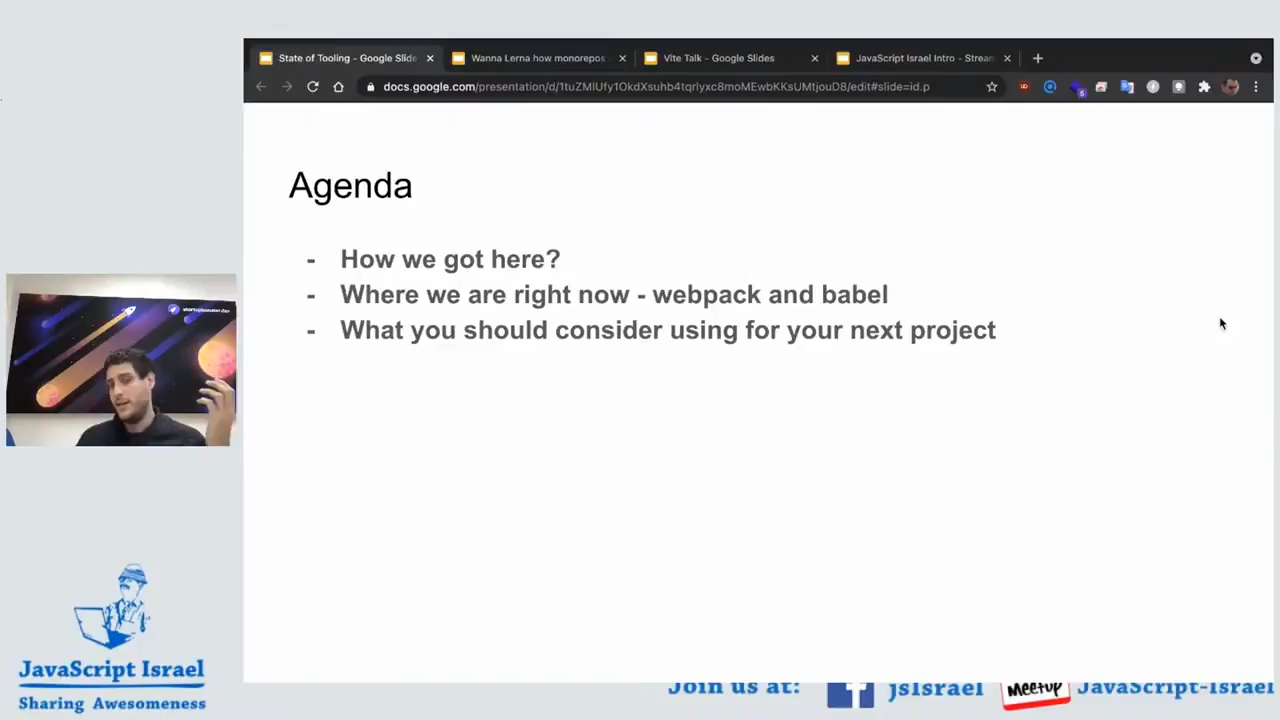 State of Tooling - Google Slide
Wanna Lerna how monorepos
Vite Talk - Google Slides
JavaScript Israel Intro - Stream
docs.google.com/presentation/d/1tuZMlUfy1OkdXsuhb4tqrlyxc8moMEwbKKsUMtjouD8/edit#slide=id.p
5
Agenda
- How we got here?
- Where we are right now - webpack and babel
- What you should consider using for your next project
JavaScript Israel
Sharing Awesomeness
Join us at:
jsIsrael
Meetup
JavaScript-Israel